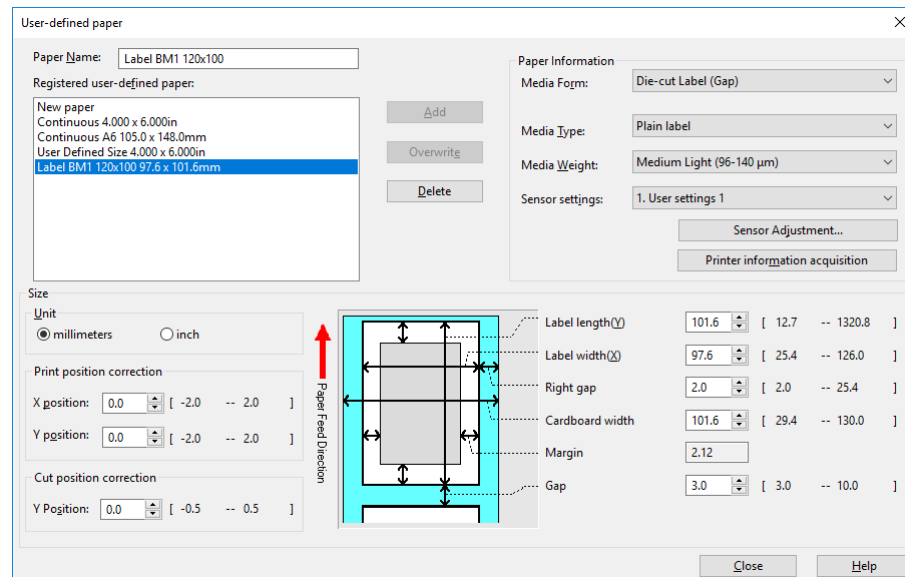 User-defined paper
Paper Name: Label BM1 120x100
Registered user-defined paper:
New paper
Continuous 4.000 x 6.000in
Continuous A6 105.0 x 148.0mm
User Defined Size 4.000 x 6.000in
Label BM1 120x100 97.6 x 101.6mm
Add
Overwrite
Delete
Paper Information
Media Form: Die-cut Label (Gap)
Media Type: Plain label
Media Weight: Medium Light (96-140 µm)
Sensor settings: 1. User settings 1
Sensor Adjustment...
Printer information acquisition
Size
Unit
millimeters inch
Print position correction
X position: 0.0 [ -2.0 -- 2.0 ]
Y position: 0.0 [ -2.0 -- 2.0 ]
Cut position correction
Y Position: 0.0 [ -0.5 -- 0.5 ]
Paper Feed Direction
Label length(Y) 101.6 [ 12.7 -- 1320.8 ]
Label width(X) 97.6 [ 25.4 -- 126.0 ]
Right gap 2.0 [ 2.0 -- 25.4 ]
Cardboard width 101.6 [ 29.4 -- 130.0 ]
Margin 2.12
Gap 3.0 [ 3.0 -- 10.0 ]
Close Help